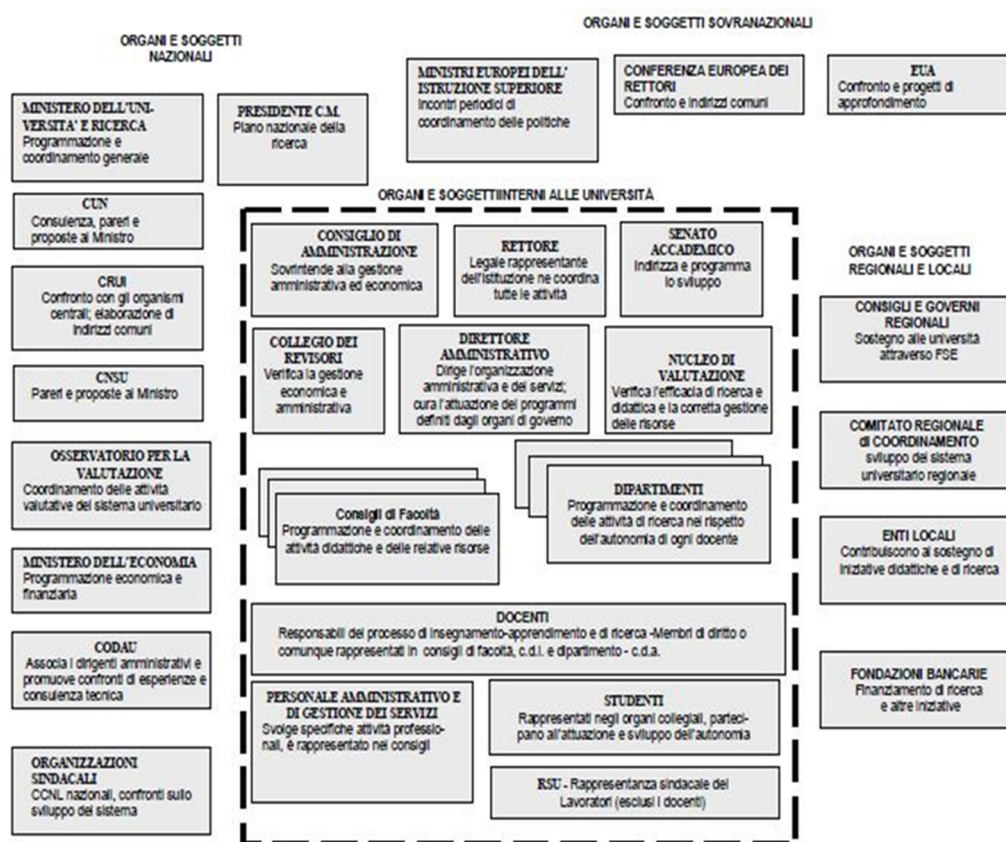 ORGANI E SOGGETTI
NAZIONALI
ORGANI E SOGGETTI SOVRANAZIONALI
MINISTERO DELL'UNI-
VERSITA' E RICERCA
Programmazione e
coordinamento generale
PRESIDENTE C.M.
Piano nazionale della
ricerca
MINISTRI EUROPEI DELL'
ISTRUZIONE SUPERIORE
Incontri periodici di
coordinamento delle politiche
CONFERENZA EUROPEA DEI
RETTORI
Confronto e indirizzi comuni
EUA
Confronto e progetti di
approfondimento
CUN
Consulenza, pareri e
proposte al Ministro
CRUI
Confronto con gli organismi
centrali; elaborazione di
indirizzi comuni
CNSU
Pareri e proposte al Ministro
OSSERVATORIO PER LA
VALUTAZIONE
Coordinamento delle attività
valutative del sistema universitario
MINISTERO DELL'ECONOMIA
Programmazione economica e
finanziaria
CODAU
Associa i dirigenti amministrativi e
promuove confronti di esperienze e
consulenza tecnica
ORGANIZZAZIONI
SINDACALI
CCNL nazionali, confronti sullo
sviluppo del sistema
ORGANI E SOGGETTIINTERNI ALLE UNIVERSITÀ
CONSIGLIO DI
AMMINISTRAZIONE
Sovrintende alla gestione
amministrativa ed economica
RETTORE
Legale rappresentante
dell'istituzione ne coordina
tutte le attività
SENATO
ACCADEMICO
Indirizza e programma
lo sviluppo
COLLEGIO DEI
REVISORI
Verifica la gestione
economica e
amministrativa
DIRETTORE
AMMINISTRATIVO
Dirige l'organizzazione
amministrativa e dei servizi;
cura l'attuazione dei programmi
definiti dagli organi di governo
NUCLEO DI
VALUTAZIONE
Verifica l'efficacia di ricerca e
didattica e la corretta gestione
delle risorse
Consigli di Facoltà
Programmazione e coordinamento delle
attività didattiche e delle relative risorse
DIPARTIMENTI
Programmazione e coordinamento
delle attività di ricerca nel rispetto
dell'autonomia di ogni docente
DOCENTI
Responsabili del processo di insegnamento-apprendimento e di ricerca -Membri di diritto o
comunque rappresentati in consigli di facoltà, c.d.l. e dipartimento - c.d.a.
PERSONALE AMMINISTRATIVO E
DI GESTIONE DEI SERVIZI
Svolge specifiche attività professio-
nali, è rappresentato nei consigli
STUDENTI
Rappresentati negli organi collegiali, parteci-
pano all'attuazione e sviluppo dell'autonomia
RSU - Rappresentanza sindacale dei
Lavoratori (esclusi i docenti)
ORGANI E SOGGETTI
REGIONALI E LOCALI
CONSIGLI E GOVERNI
REGIONALI
Sostegno alle università
attraverso FSE
COMITATO REGIONALE
di COORDINAMENTO
sviluppo del sistema
universitario regionale
ENTI LOCALI
Contribuiscono al sostegno di
iniziative didattiche e di ricerca
FONDAZIONI BANCARIE
Finanziamento di ricerca
e altre iniziative